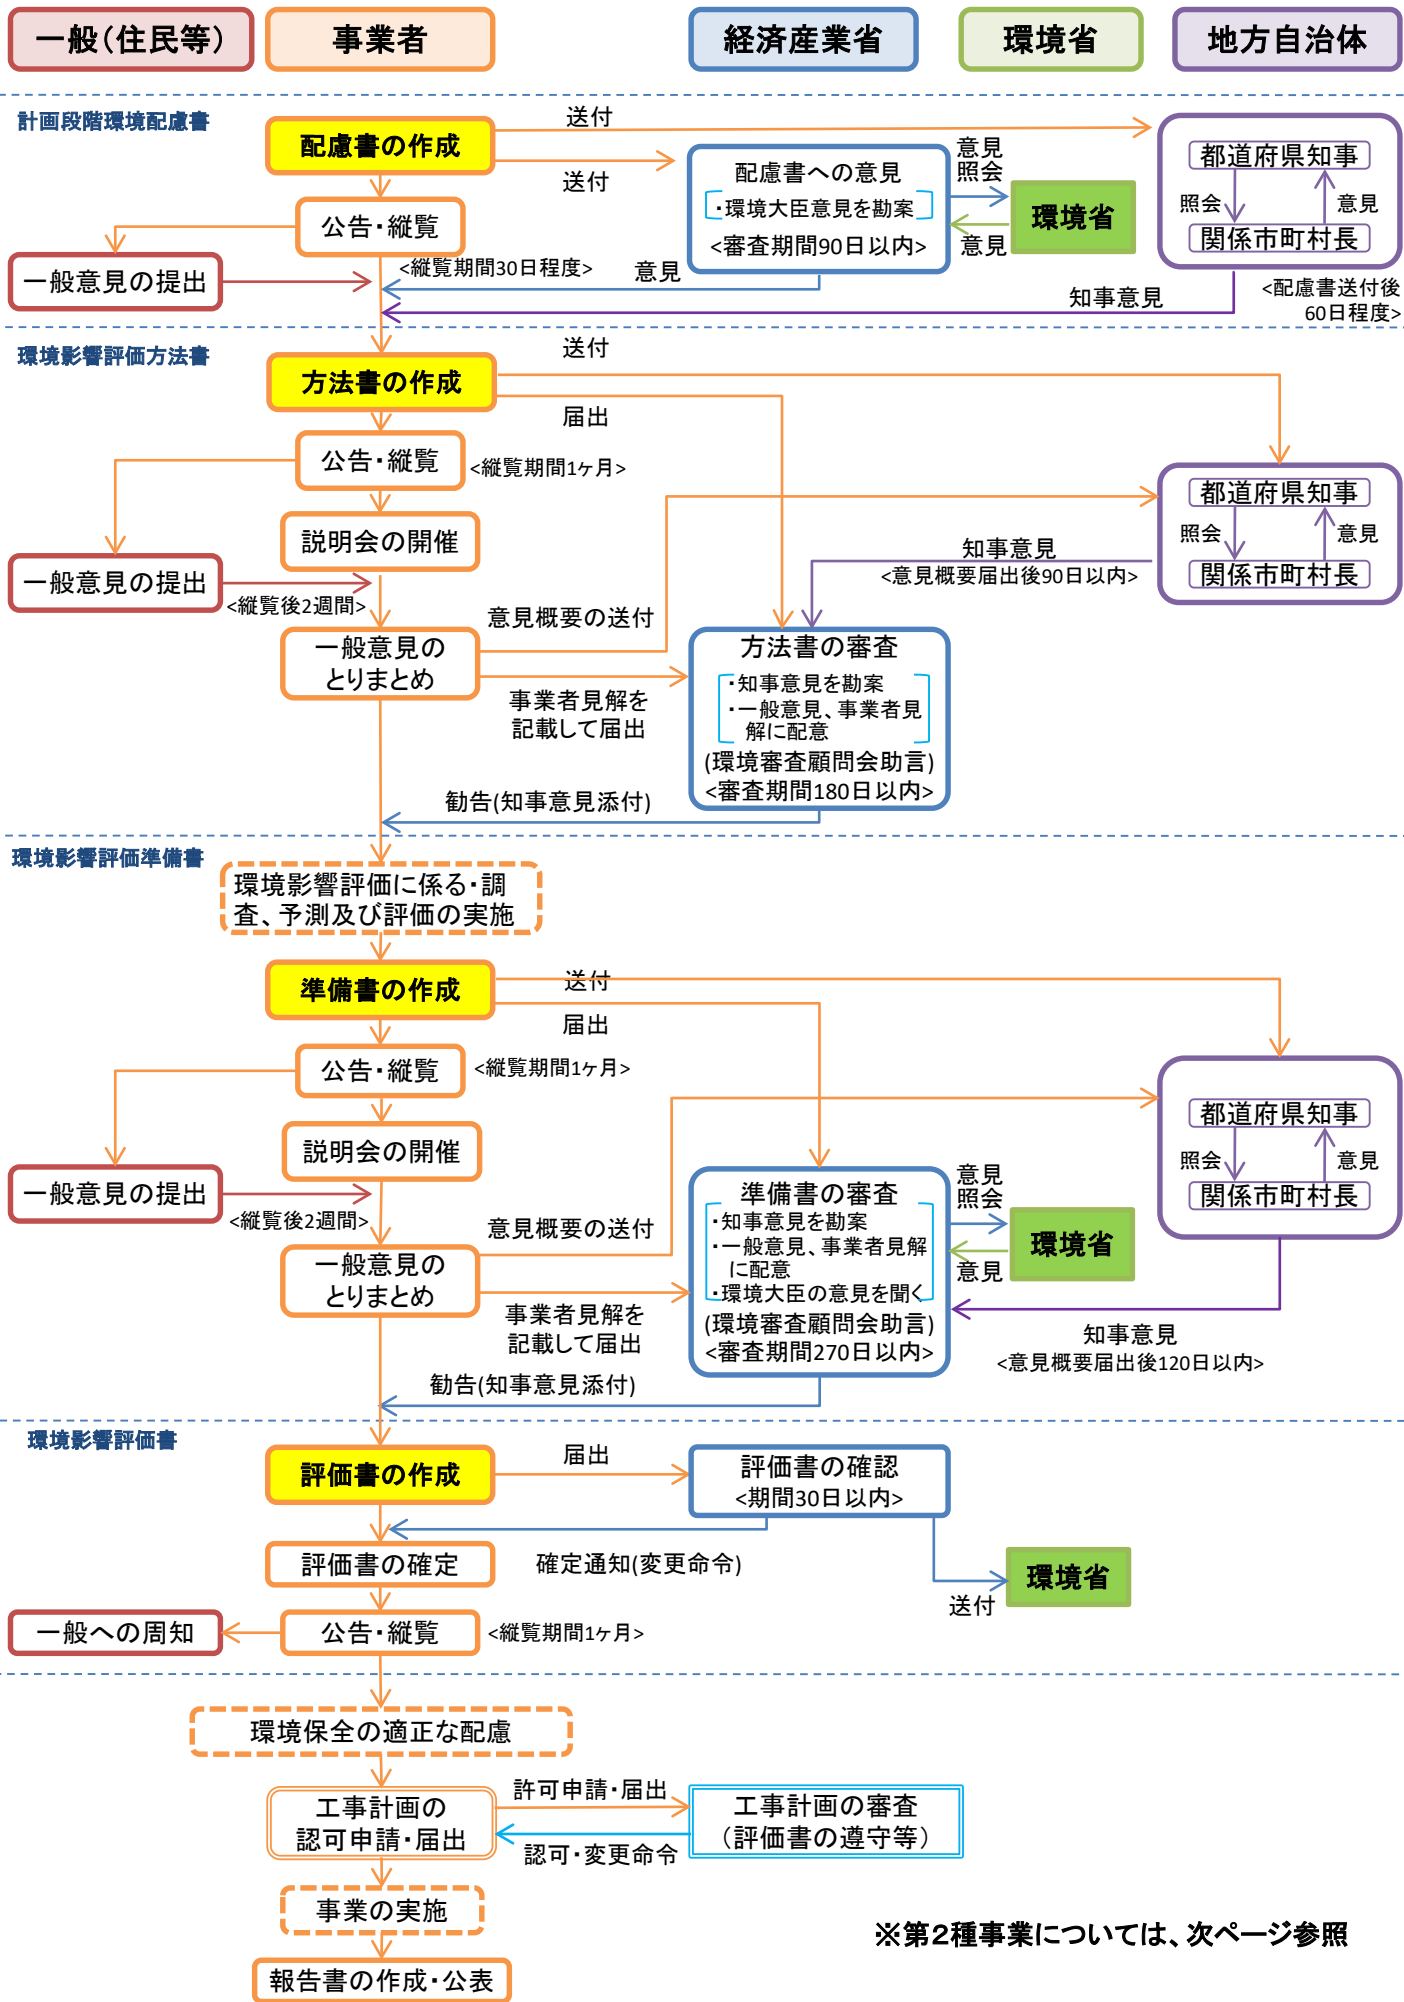 一般(住民等)
事業者
経済産業省
環境省
地方自治体
計画段階環境配慮書
配慮書の作成
送付
送付
公告・縦覧
<縦覧期間30日程度>
一般意見の提出
配慮書への意見
・環境大臣意見を勘案
<審査期間90日以内>
意見
照会
意見
環境省
都道府県知事
照会
意見
関係市町村長
意見
知事意見
<配慮書送付後
60日程度>
環境影響評価方法書
方法書の作成
送付
届出
公告・縦覧
<縦覧期間1ヶ月>
説明会の開催
一般意見の提出
<縦覧後2週間>
一般意見の
とりまとめ
意見概要の送付
事業者見解を
記載して届出
都道府県知事
照会
意見
関係市町村長
知事意見
<意見概要届出後90日以内>
方法書の審査
・知事意見を勘案
・一般意見、事業者見
解に配意
(環境審査顧問会助言)
<審査期間180日以内>
勧告(知事意見添付)
環境影響評価準備書
環境影響評価に係る・調
査、予測及び評価の実施
準備書の作成
送付
届出
公告・縦覧
<縦覧期間1ヶ月>
説明会の開催
一般意見の提出
<縦覧後2週間>
一般意見の
とりまとめ
意見概要の送付
事業者見解を
記載して届出
準備書の審査
・知事意見を勘案
・一般意見、事業者見解
に配意
・環境大臣の意見を聞く
(環境審査顧問会助言)
<審査期間270日以内>
意見
照会
意見
環境省
都道府県知事
照会
意見
関係市町村長
知事意見
<意見概要届出後120日以内>
勧告(知事意見添付)
環境影響評価書
評価書の作成
届出
評価書の確認
<期間30日以内>
評価書の確定
確定通知(変更命令)
送付
環境省
一般への周知
公告・縦覧
<縦覧期間1ヶ月>
環境保全の適正な配慮
工事計画の
認可申請・届出
許可申請・届出
認可・変更命令
工事計画の審査
(評価書の遵守等)
事業の実施
報告書の作成・公表
※第2種事業については、次ページ参照